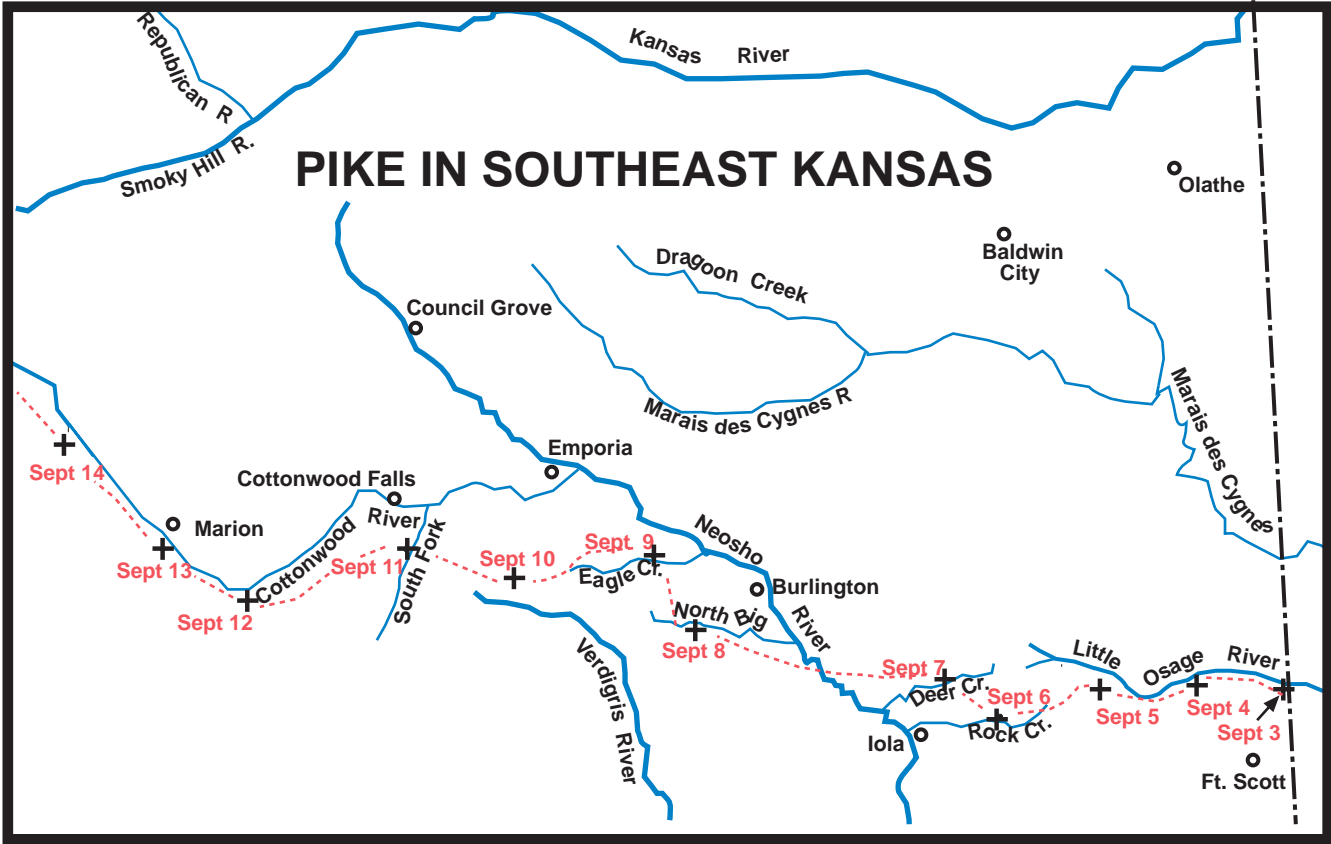 Republican R
Kansas River
Smoky Hill R.
PIKE IN SOUTHEAST KANSAS
Olathe
Baldwin
City
Dragoon Creek
Council Grove
Marais des Cygnes R
Marais des Cygnes
Emporia
Sept 14
Cottonwood Falls
Marion
Cottonwood River
South Fork
Sept 13
Sept 12
Sept 11
Sept 10
Sept 9
Eagle Cr.
Neosho River
Burlington
North Big
Sept 8
Verdigris River
Sept 7
Deer Cr.
Sept 6
Rock Cr.
Iola
Little Osage River
Sept 5
Sept 4
Sept 3
Ft. Scott